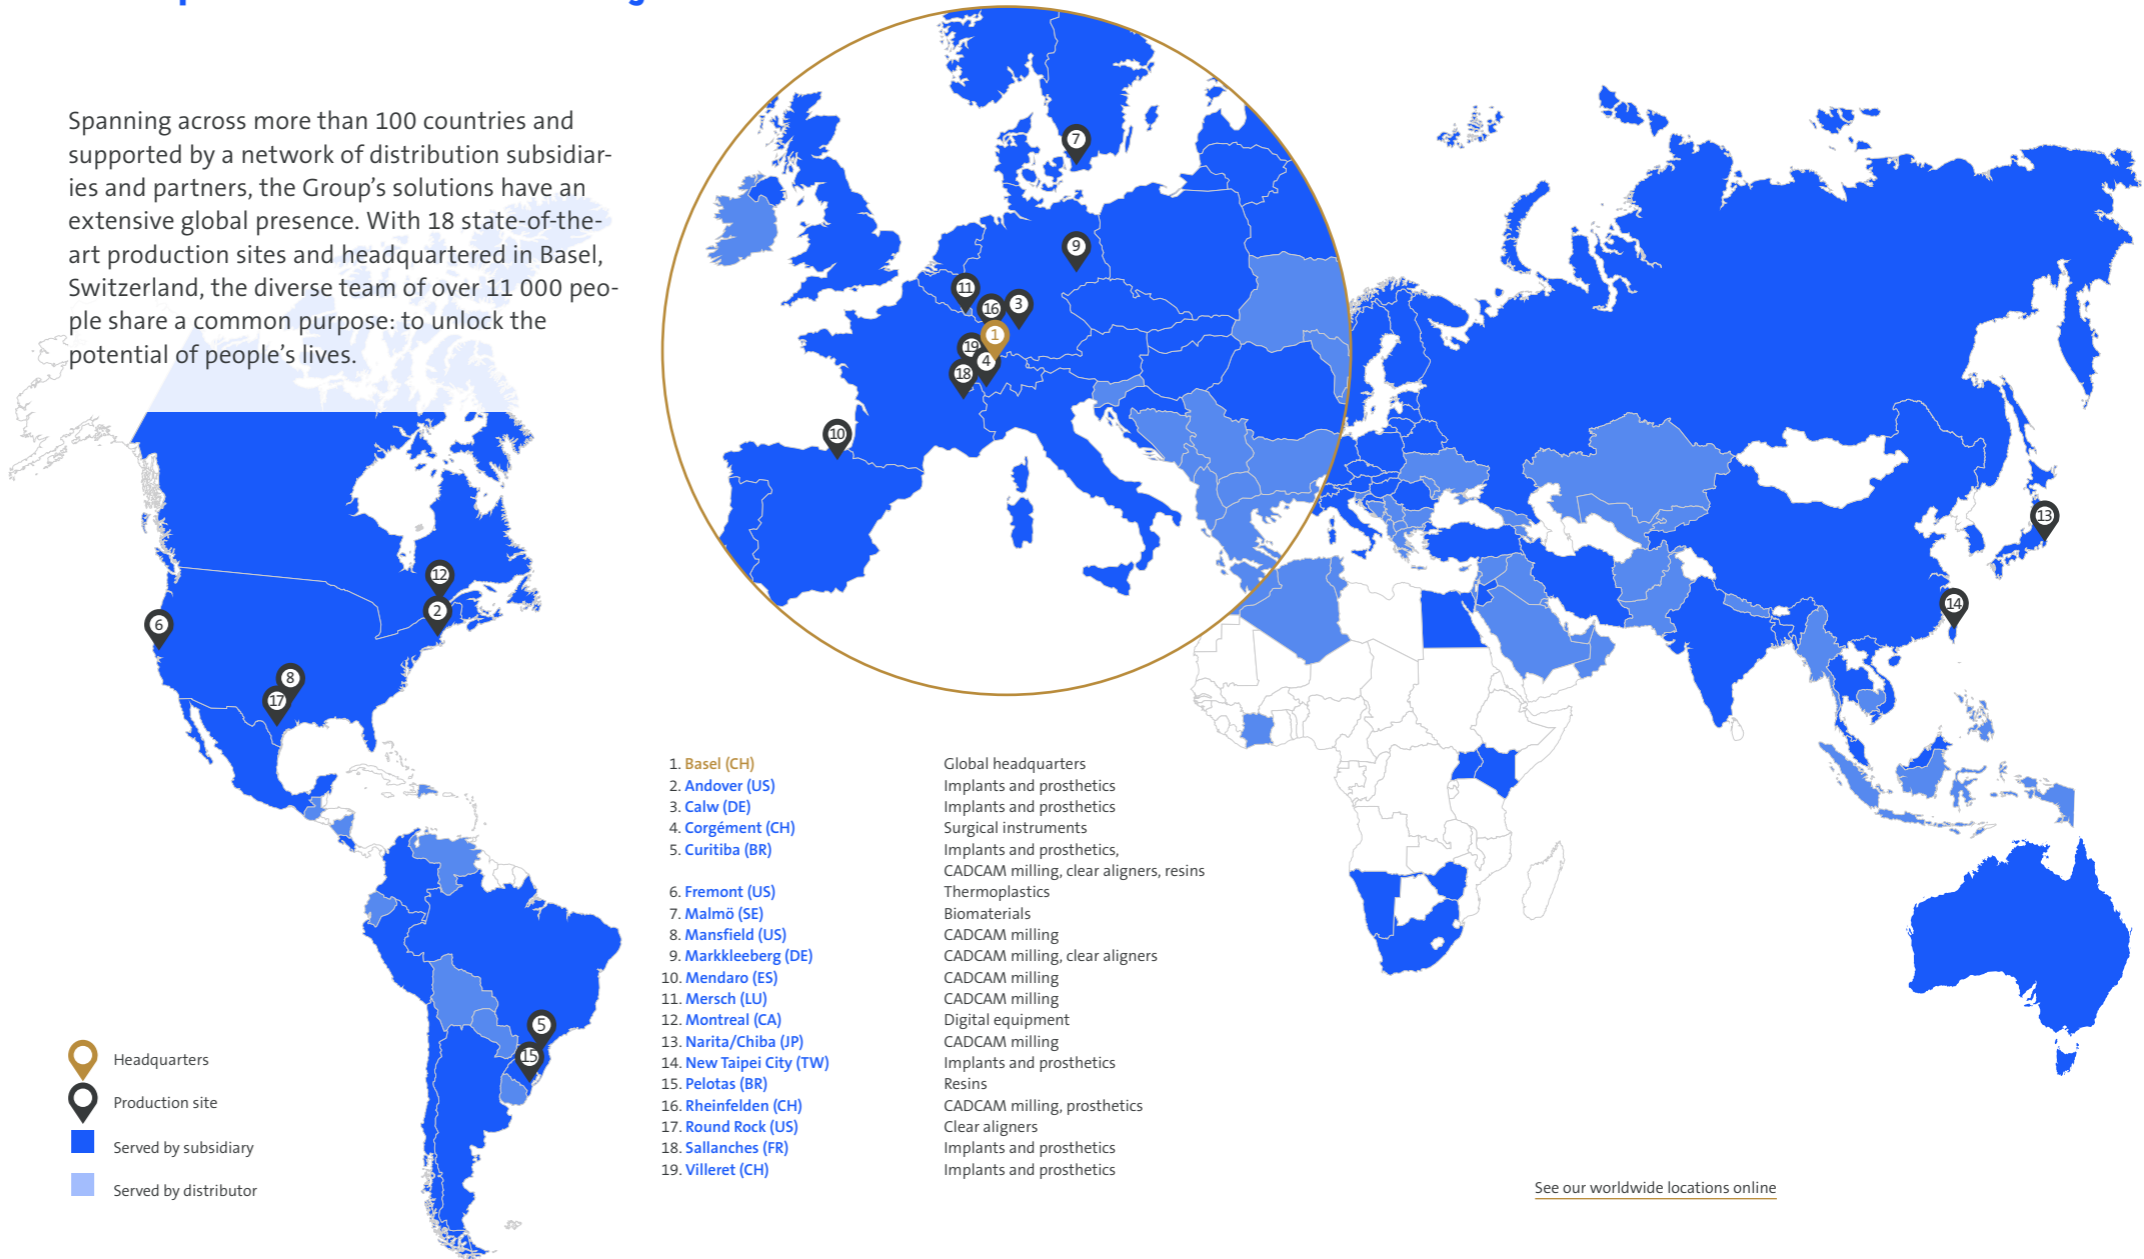 Spanning across more than 100 countries and
supported by a network of distribution subsidiar-
ies and partners, the Group's solutions have an
extensive global presence. With 18 state-of-the-
art production sites and headquartered in Basel,
Switzerland, the diverse team of over 11 000 peo-
ple share a common purpose: to unlock the
potential of people's lives.
7
9
11
16
3
1
19
4
18
10
13
14
12
2
6
8
17
5
15
1. Basel (CH) Global headquarters
2. Andover (US) Implants and prosthetics
3. Calw (DE) Implants and prosthetics
4. Corgémont (CH) Surgical instruments
5. Curitiba (BR) Implants and prosthetics,
CADCAM milling, clear aligners, resins
6. Fremont (US) Thermoplastics
7. Malmö (SE) Biomaterials
8. Mansfield (US) CADCAM milling
9. Markkleeberg (DE) CADCAM milling, clear aligners
10. Mendaro (ES) CADCAM milling
11. Mersch (LU) CADCAM milling
12. Montreal (CA) Digital equipment
13. Narita/Chiba (JP) CADCAM milling
14. New Taipei City (TW) Implants and prosthetics
15. Pelotas (BR) Resins
16. Rheinfelden (CH) CADCAM milling, prosthetics
17. Round Rock (US) Clear aligners
18. Sallanches (FR) Implants and prosthetics
19. Villeret (CH) Implants and prosthetics
Headquarters
Production site
Served by subsidiary
Served by distributor
See our worldwide locations online